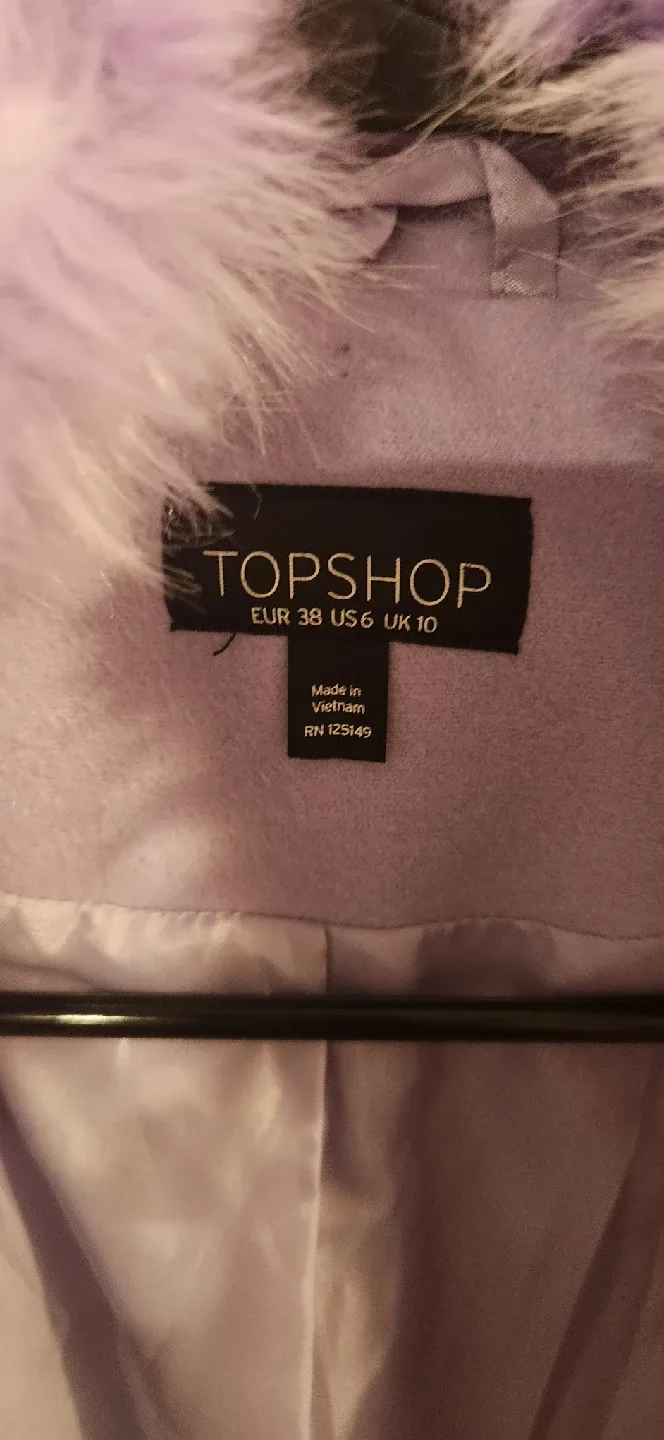 TOPSHOP
EUR 38 US 6 UK 10
Made in
Vietnam
RN 125149